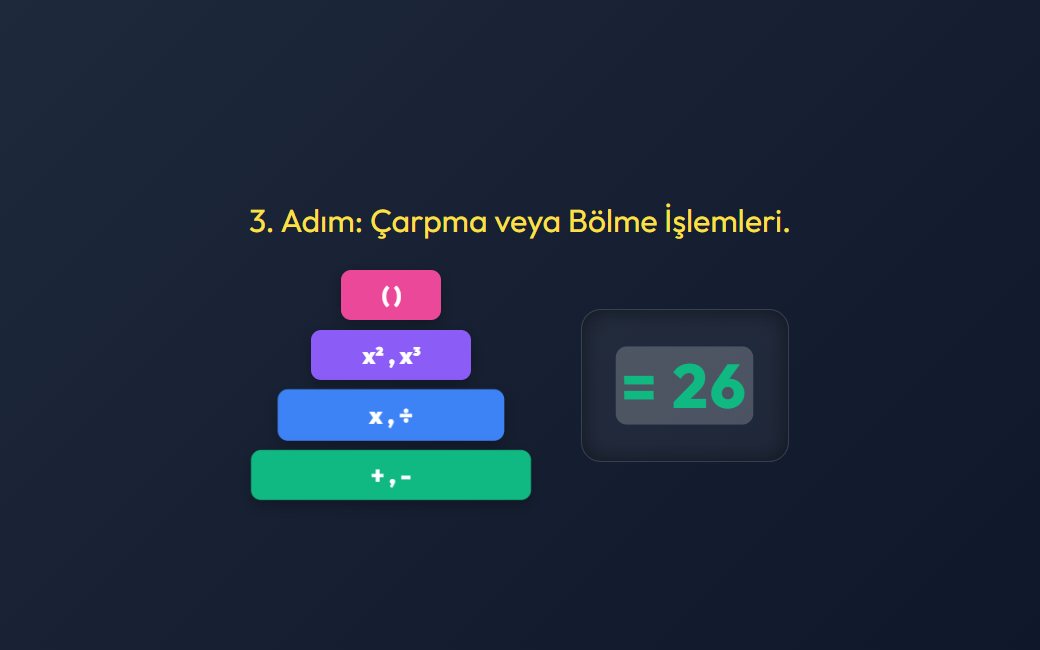 3. Adım: Çarpma veya Bölme İşlemleri.
( )
x², x³
x , ÷
+ , -
= 26